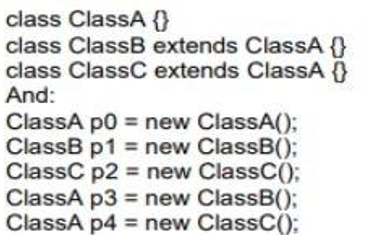 class ClassA {}
class ClassB extends ClassA {}
class ClassC extends ClassA {}
And:
ClassA p0 = new ClassA();
ClassB p1 = new ClassB();
ClassC p2 = new ClassC();
ClassA p3 = new ClassB();
ClassA p4 = new ClassC();